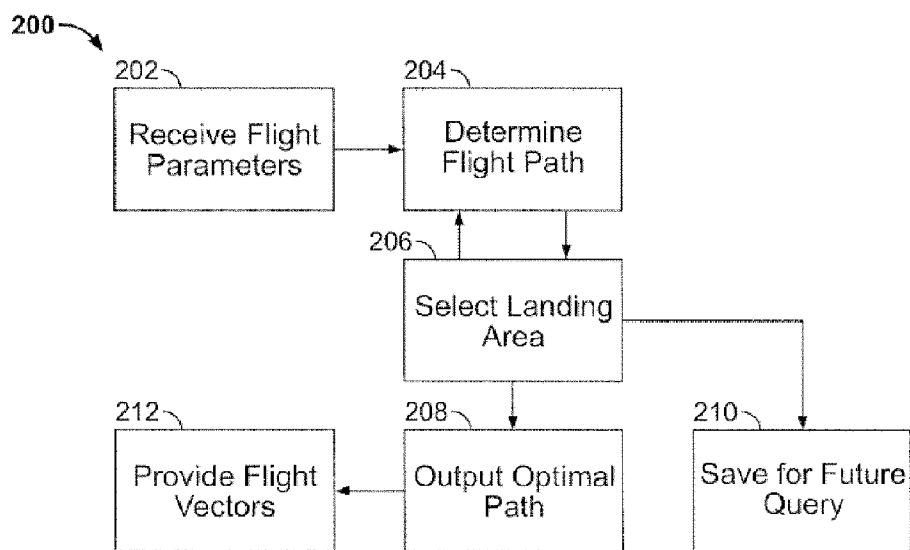 200
202
Receive Flight
Parameters
204
Determine
Flight Path
206
Select Landing
Area
212
Provide Flight
Vectors
208
Output Optimal
Path
210
Save for Future
Query